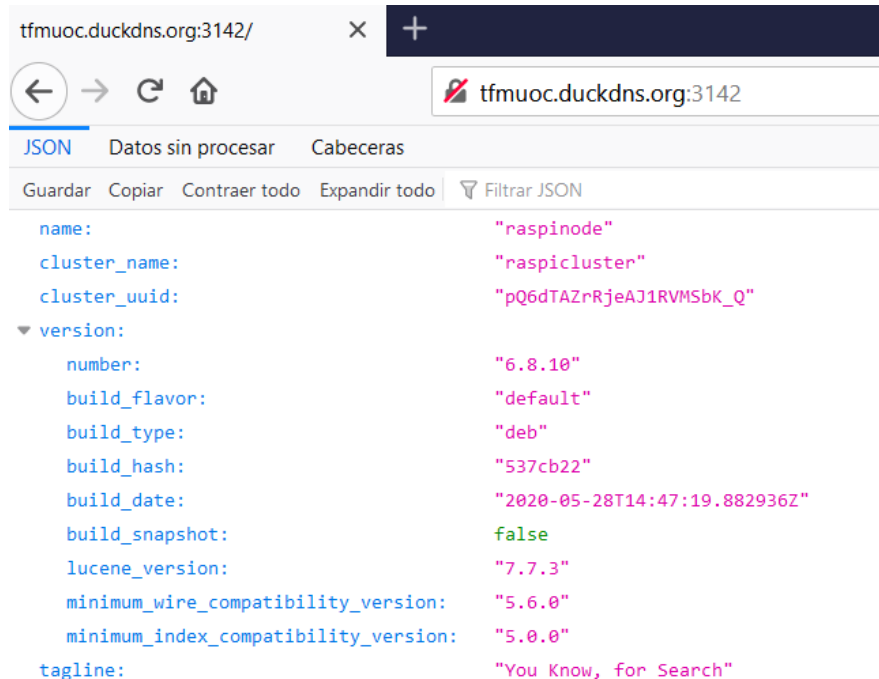 tfmuoc.duckdns.org:3142/
tfmuoc.duckdns.org:3142
JSON Datos sin procesar Cabeceras
Guardar Copiar Contraer todo Expandir todo Filtrar JSON
name: "raspinode"
cluster_name: "raspicluster"
cluster_uuid: "pQ6dTAZrRjeAJ1RVMSbK_Q"
version:
number: "6.8.10"
build_flavor: "default"
build_type: "deb"
build_hash: "537cb22"
build_date: "2020-05-28T14:47:19.882936Z"
build_snapshot: false
lucene_version: "7.7.3"
minimum_wire_compatibility_version: "5.6.0"
minimum_index_compatibility_version: "5.0.0"
tagline: "You Know, for Search"